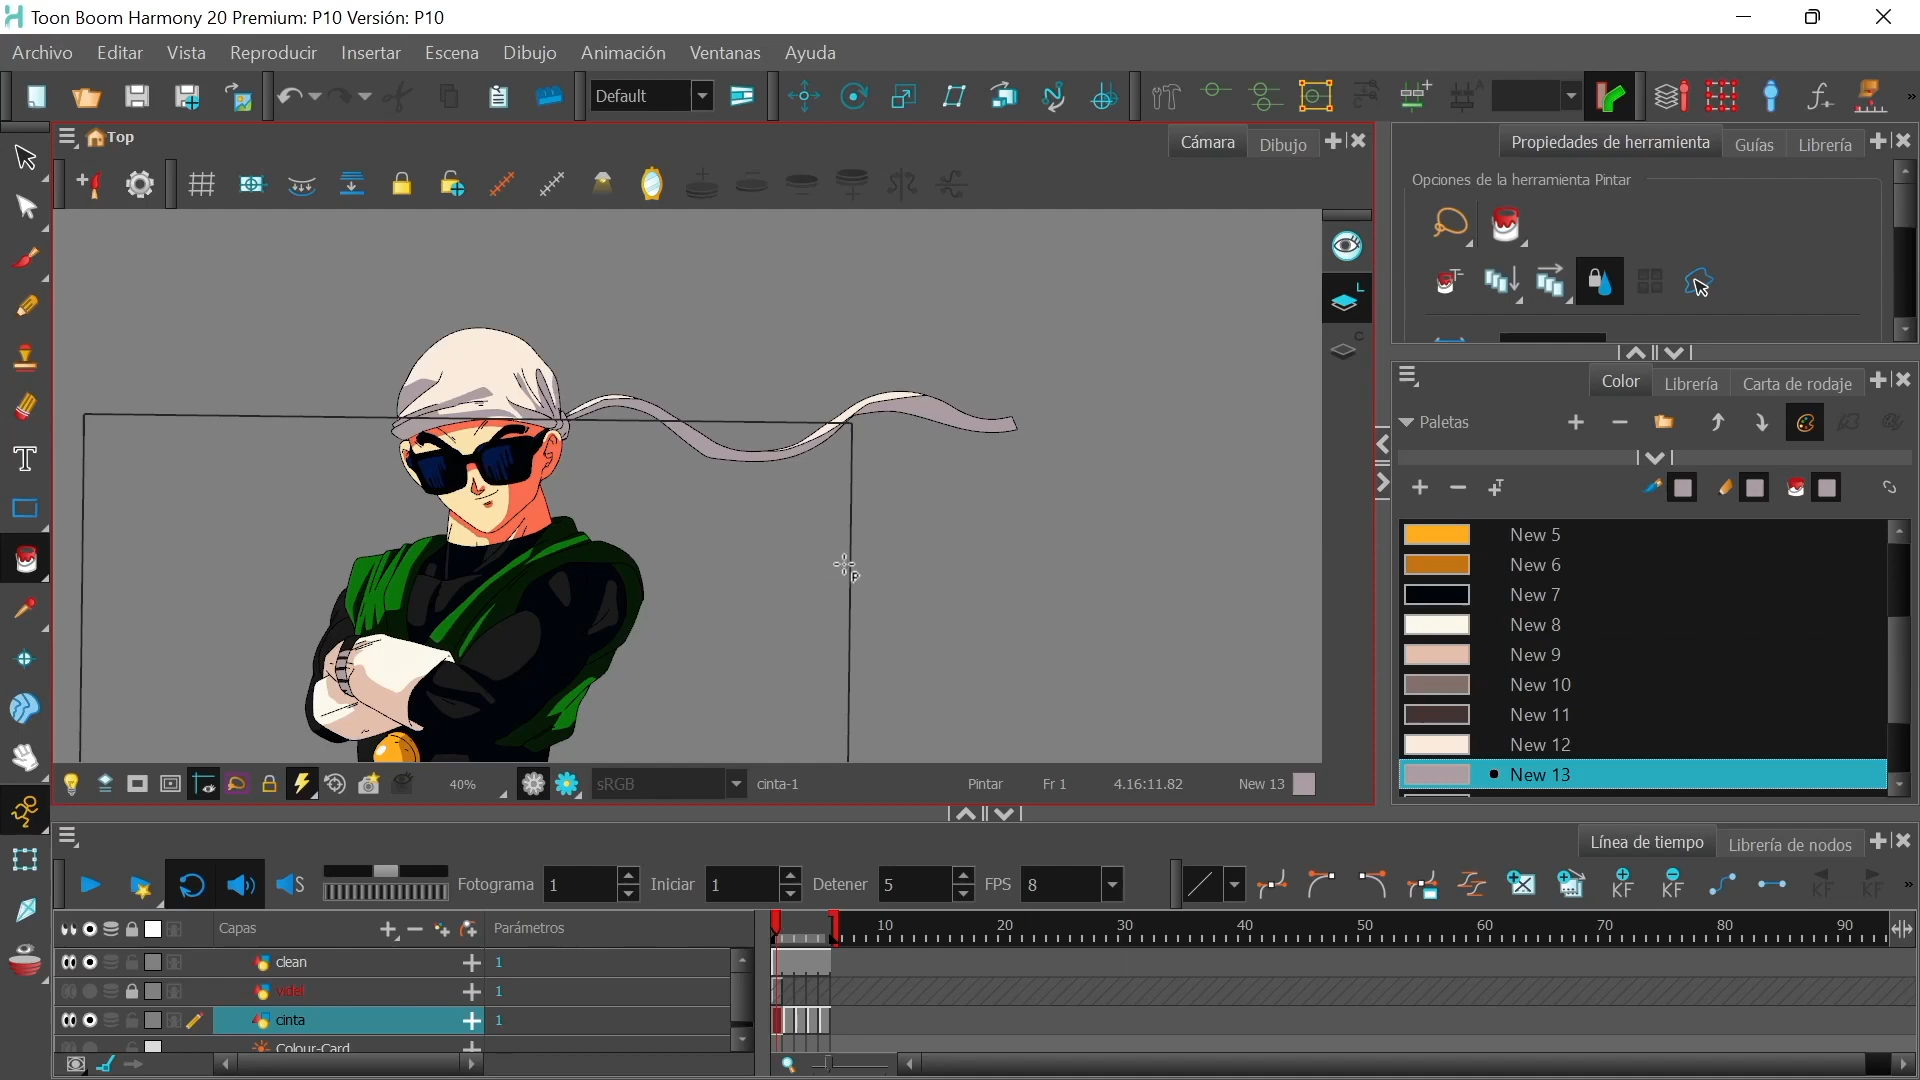 Toon Boom Harmony 20 Premium: P10 Versión: P10
Archivo Editar Vista Reproducir Insertar Escena Dibujo Animación Ventanas Ayuda
Default
Top
Cámara Dibujo
Propiedades de herramienta Guías Librería
Opciones de la herramienta Pintar
Color Librería Carta de rodaje
Paletas
New 5
New 6
New 7
New 8
New 9
New 10
New 11
New 12
New 13
40% sRGB cinta-1 Pintar Fr 1 4.16:11.82 New 13
Línea de tiempo Librería de nodos
Fotograma 1 Iniciar 1 Detener 5 FPS 8
KF KF KF KF
Capas Parámetros 10 20 30 40 50 60 70 80 90
clean 1
videl 1
cinta 1
Colour-Card